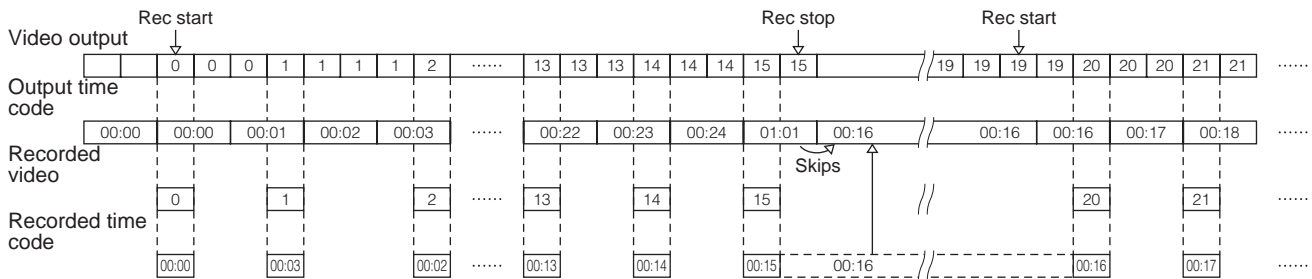 Rec start Rec stop Rec start
Video output
0 0 0 1 1 1 1 2 ...... 13 13 13 14 14 14 15 15 19 19 19 19 20 20 20 21 21 ......
Output time
code
00:00 00:00 00:01 00:02 00:03 ...... 00:22 00:23 00:24 01:01 00:16 00:16 00:16 00:17 00:18
Recorded
video
Skips
0 1 2 ...... 13 14 15 20 21 ......
Recorded time
code
00:00 00:03 00:02 ...... 00:13 00:14 00:15 00:16 00:16 00:17 ......